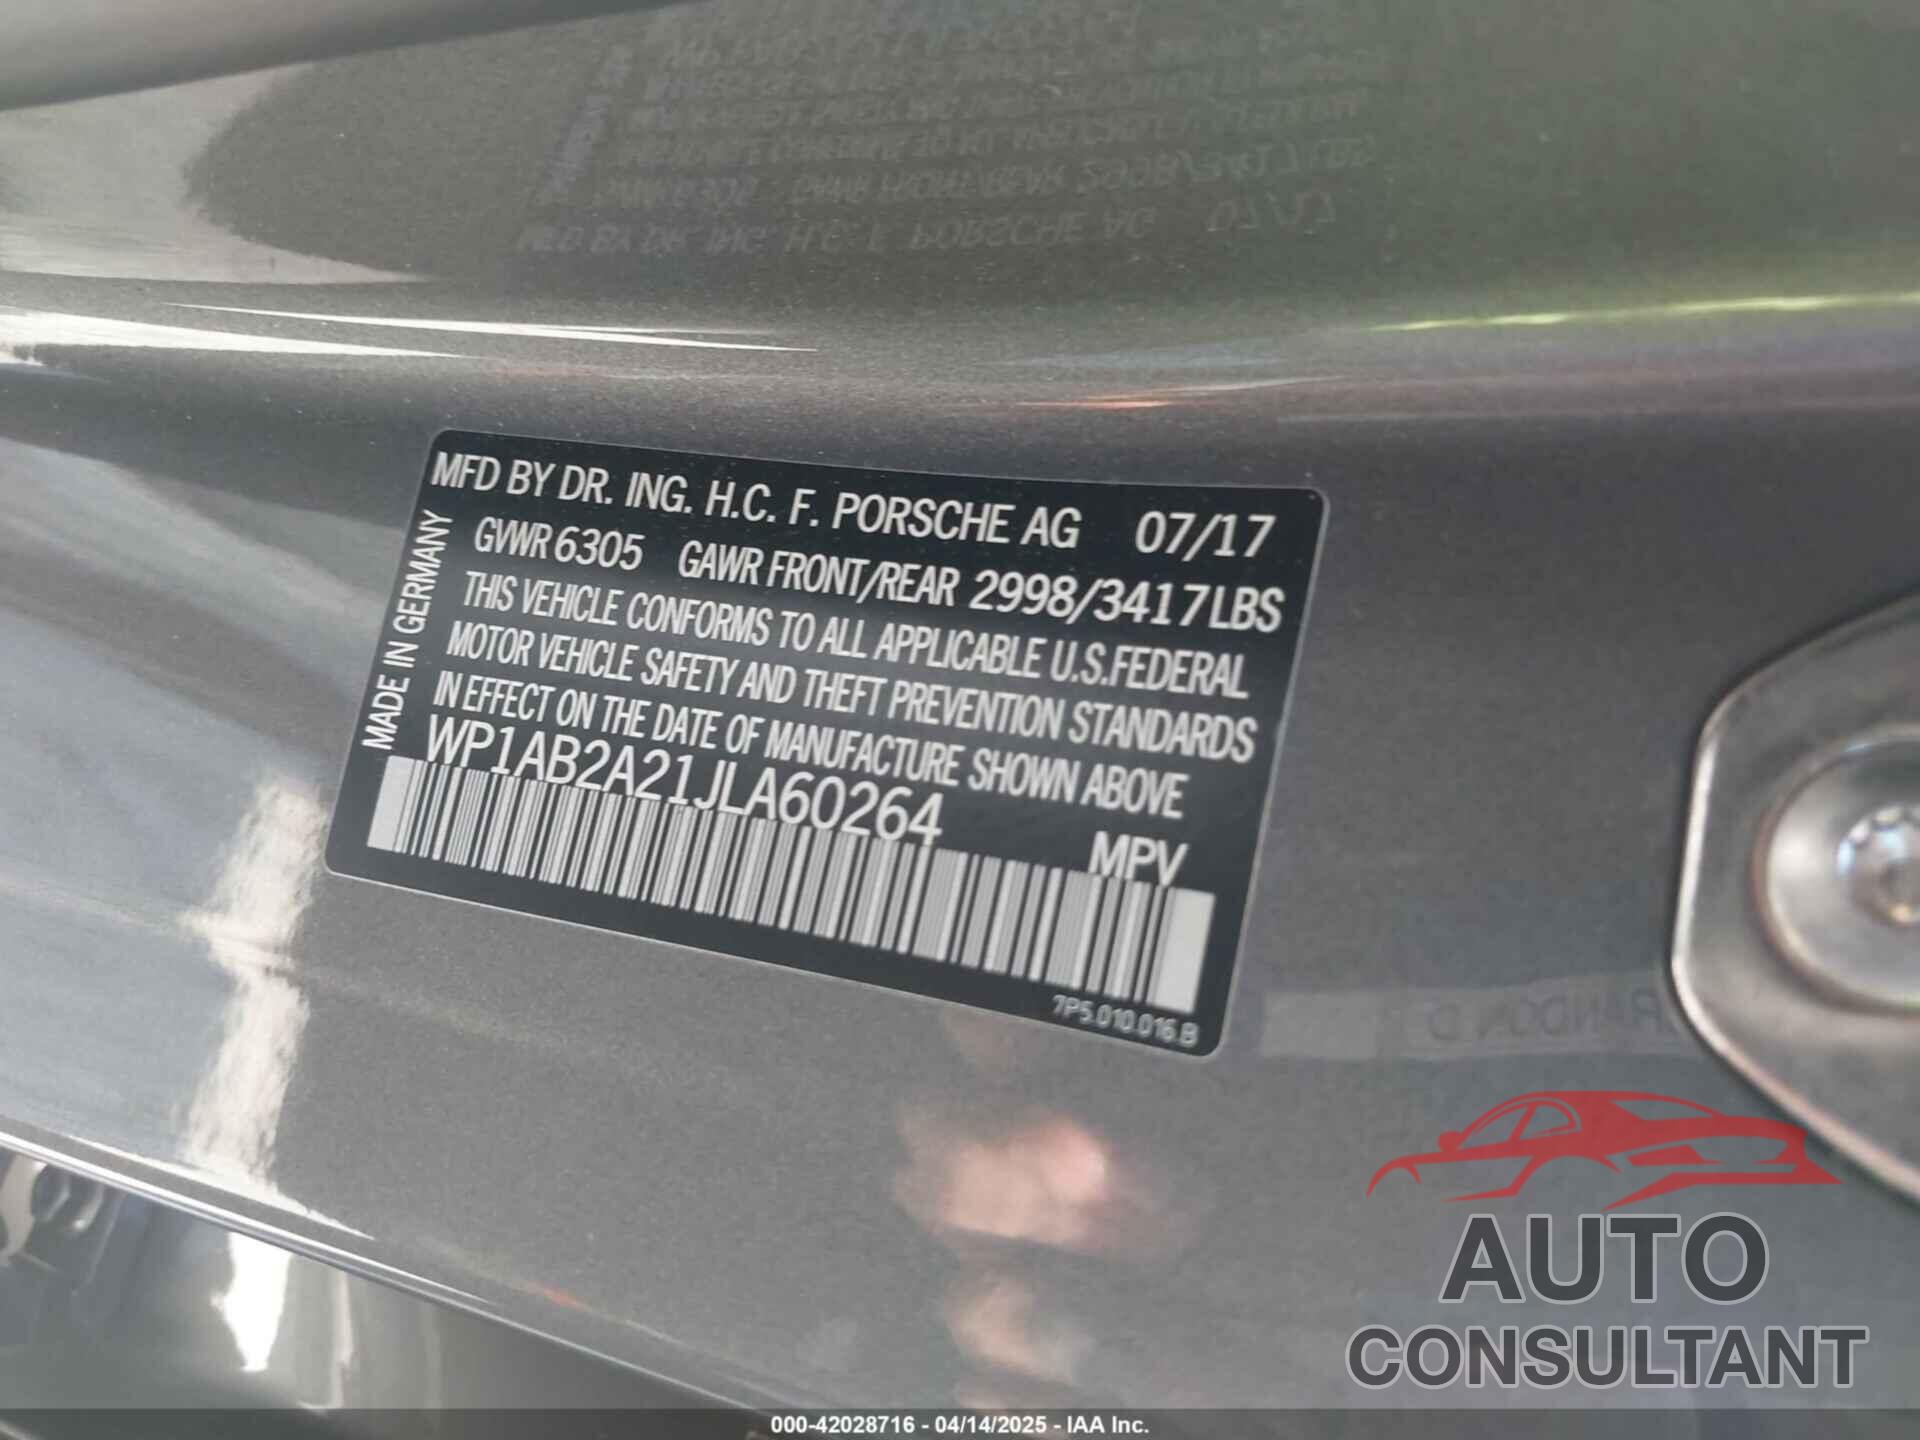 MFD BY DR. ING. H.C. F. PORSCHE AG 07/17
GVWR 6305 GAWR FRONT/REAR 2998/3417LBS
THIS VEHICLE CONFORMS TO ALL APPLICABLE U.S.FEDERAL
MOTOR VEHICLE SAFETY AND THEFT PREVENTION STANDARDS
IN EFFECT ON THE DATE OF MANUFACTURE SHOWN ABOVE
WP1AB2A21JLA60264
MPV
MADE IN GERMANY
7P5.010.016.B
AUTO
CONSULTANT
000-42028716 - 04/14/2025 - IAA Inc.